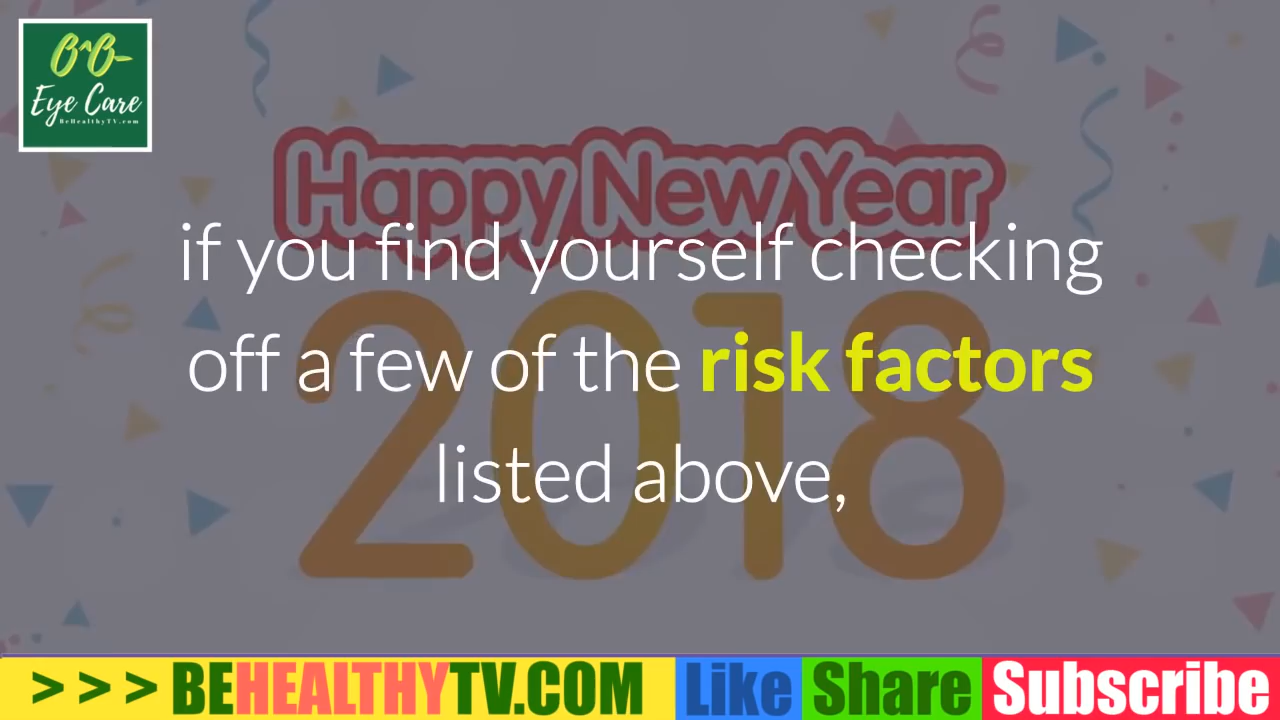 Eye Care
BeHealthyTV.com
Happy New Year
if you find yourself checking
2018
off a few of the risk factors
listed above,
> > > BEHEALTHYTV.COM Like Share Subscribe